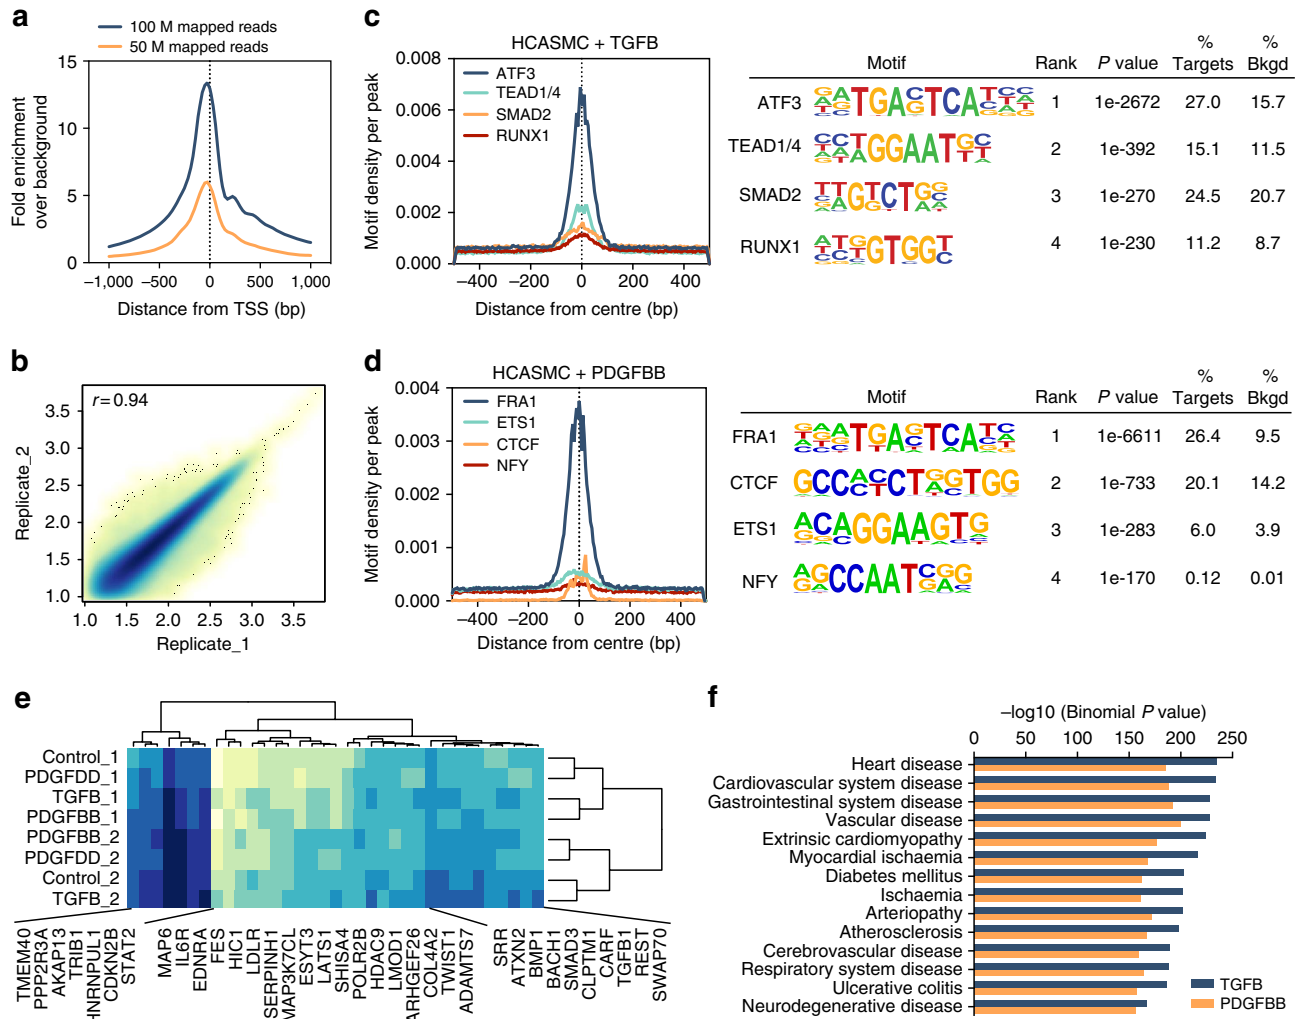 a
100 M mapped reads
50 M mapped reads
Fold enrichment
over background
15
10
5
0
−1,000
−500
0
500
1,000
Distance from TSS (bp)
b
r = 0.94
Replicate_2
3.5
3.0
2.5
2.0
1.5
1.0
1.0 1.5 2.0 2.5 3.0 3.5
Replicate_1
c
HCASMC + TGFB
ATF3
TEAD1/4
SMAD2
RUNX1
Motif density per peak
0.008
0.006
0.004
0.002
0.000
−400 −200 0 200 400
Distance from centre (bp)
Motif Rank P value % Targets % Bkgd
ATF3 1 1e-2672 27.0 15.7
TEAD1/4 2 1e-392 15.1 11.5
SMAD2 3 1e-270 24.5 20.7
RUNX1 4 1e-230 11.2 8.7
d
HCASMC + PDGFBB
FRA1
ETS1
CTCF
NFY
Motif density per peak
0.004
0.003
0.002
0.001
0.000
−400 −200 0 200 400
Distance from centre (bp)
Motif Rank P value % Targets % Bkgd
FRA1 1 1e-6611 26.4 9.5
CTCF 2 1e-733 20.1 14.2
ETS1 3 1e-283 6.0 3.9
NFY 4 1e-170 0.12 0.01
e
Control_1
PDGFDD_1
TGFB_1
PDGFBB_1
PDGFBB_2
PDGFDD_2
Control_2
TGFB_2
TMEM40
PPP2R3A
AKAP13
TRIB1
HNRNPUL1
CDKN2B
STAT2
MAP6
IL6R
EDNRA
FES
HIC1
LDLR
SERPINH1
MAP3K7CL
ESYT3
LATS1
SHISA4
POLR2B
HDAC9
LMOD1
ARHGEF26
COL4A2
TWIST1
ADAMTS7
SRR
ATXN2
BMP1
BACH1
SMAD3
CLPTM1
CARF
TGFB1
REST
SWAP70
f
−log10 (Binomial P value)
0 50 100 150 200 250
Heart disease
Cardiovascular system disease
Gastrointestinal system disease
Vascular disease
Extrinsic cardiomyopathy
Myocardial ischaemia
Diabetes mellitus
Ischaemia
Arteriopathy
Atherosclerosis
Cerebrovascular disease
Respiratory system disease
Ulcerative colitis
Neurodegenerative disease
TGFB
PDGFBB